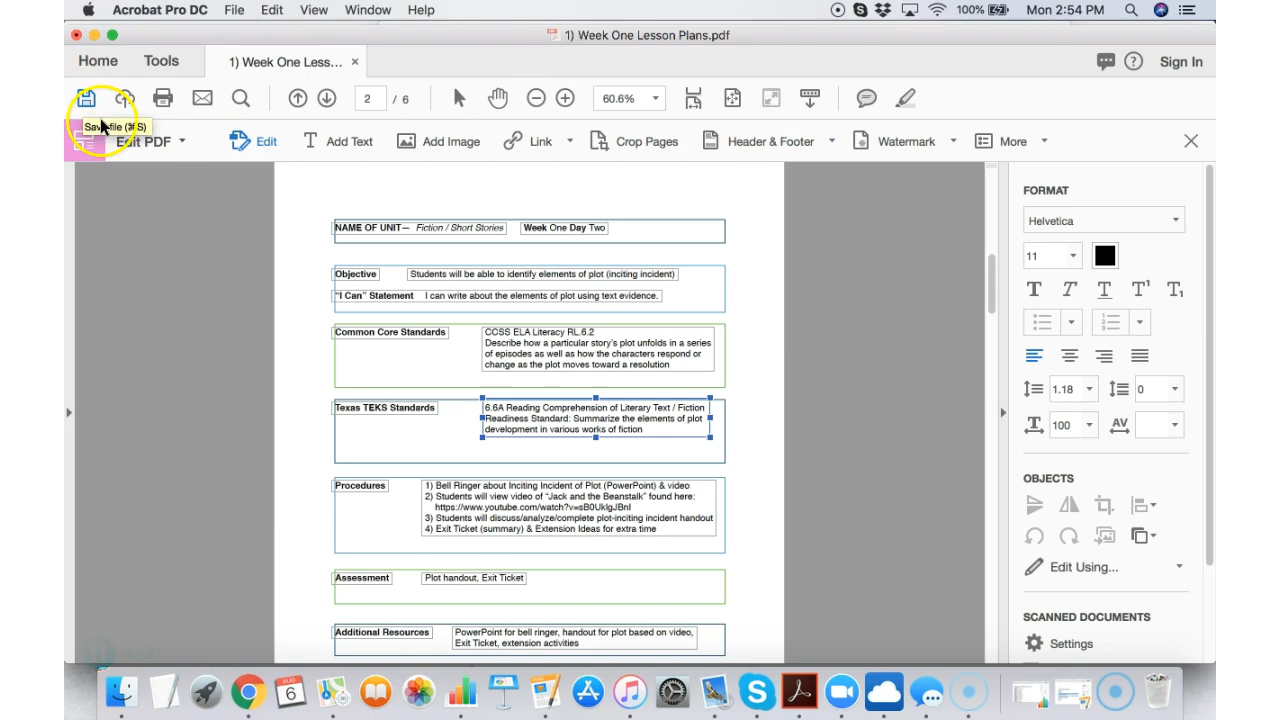 Acrobat Pro DC File Edit View Window Help 100% Mon 2:54 PM
1) Week One Lesson Plans.pdf
Home Tools 1) Week One Less... × Sign In
2 / 6 60.6%
Save file (⌘S)
Edit PDF Edit Add Text Add Image Link Crop Pages Header & Footer Watermark More
NAME OF UNIT— Fiction / Short Stories Week One Day Two
Objective Students will be able to identify elements of plot (inciting incident)
“I Can” Statement I can write about the elements of plot using text evidence.
Common Core Standards CCSS ELA Literacy RL.6.2
Describe how a particular story's plot unfolds in a series
of episodes as well as how the characters respond or
change as the plot moves toward a resolution
Texas TEKS Standards 6.6A Reading Comprehension of Literary Text / Fiction
Readiness Standard: Summarize the elements of plot
development in various works of fiction
Procedures 1) Bell Ringer about Inciting Incident of Plot (PowerPoint) & video
2) Students will view video of “Jack and the Beanstalk” found here:
https://www.youtube.com/watch?v=sB0UklgJBnI
3) Students will discuss/analyze/complete plot-inciting incident handout
4) Exit Ticket (summary) & Extension Ideas for extra time
Assessment Plot handout, Exit Ticket
Additional Resources PowerPoint for bell ringer, handout for plot based on video,
Exit Ticket, extension activities
FORMAT
Helvetica
11
T T T T¹ T₁
1.18 0
100 AV
OBJECTS
Edit Using...
SCANNED DOCUMENTS
Settings
AUG
6